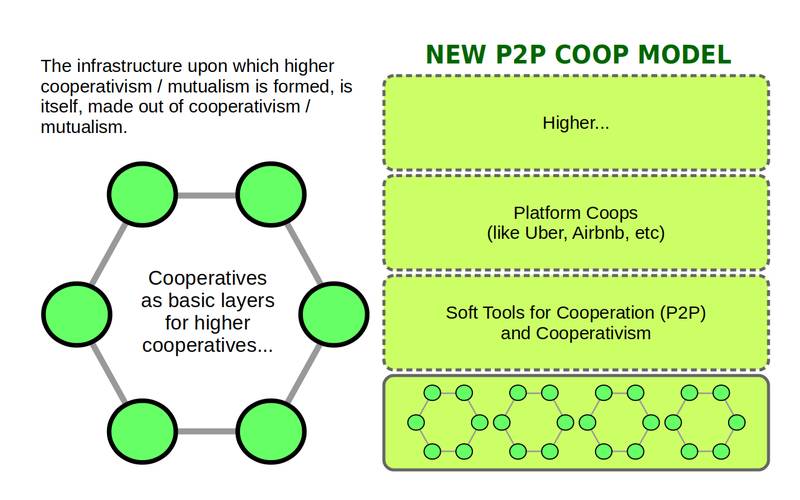 The infrastructure upon which higher
cooperativism / mutualism is formed, is
itself, made out of cooperativism /
mutualism.
Cooperatives
as basic layers
for higher
cooperatives...
NEW P2P COOP MODEL
Higher...
Platform Coops
(like Uber, Airbnb, etc)
Soft Tools for Cooperation (P2P)
and Cooperativism